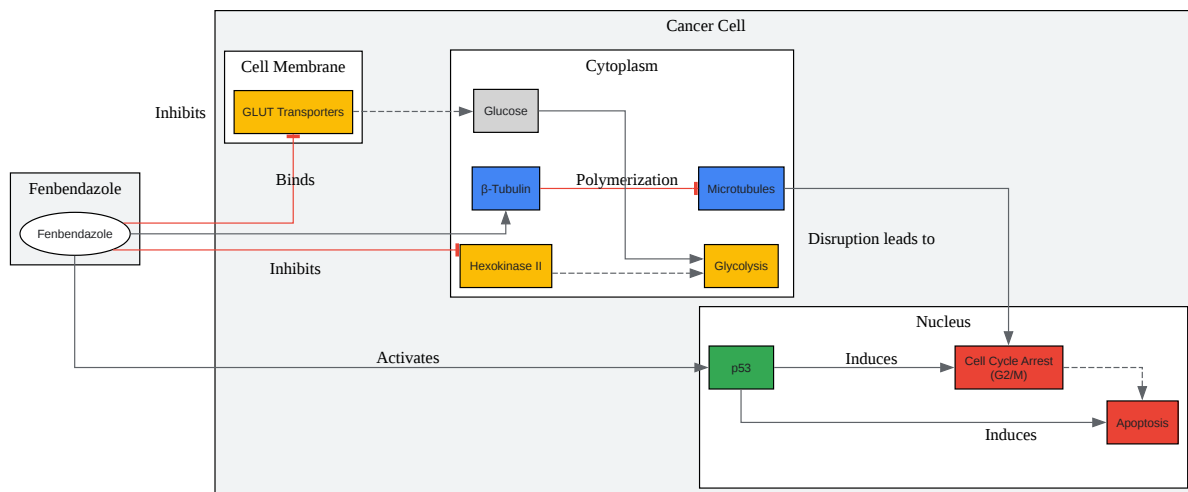 Cancer Cell
Cell Membrane
GLUT Transporters
Cytoplasm
Glucose
Inhibits
Fenbendazole
Fenbendazole
Binds
β-Tubulin
Polymerization
Microtubules
Inhibits
Hexokinase II
Glycolysis
Disruption leads to
Nucleus
Activates
p53
Induces
Cell Cycle Arrest
(G2/M)
Apoptosis
Induces